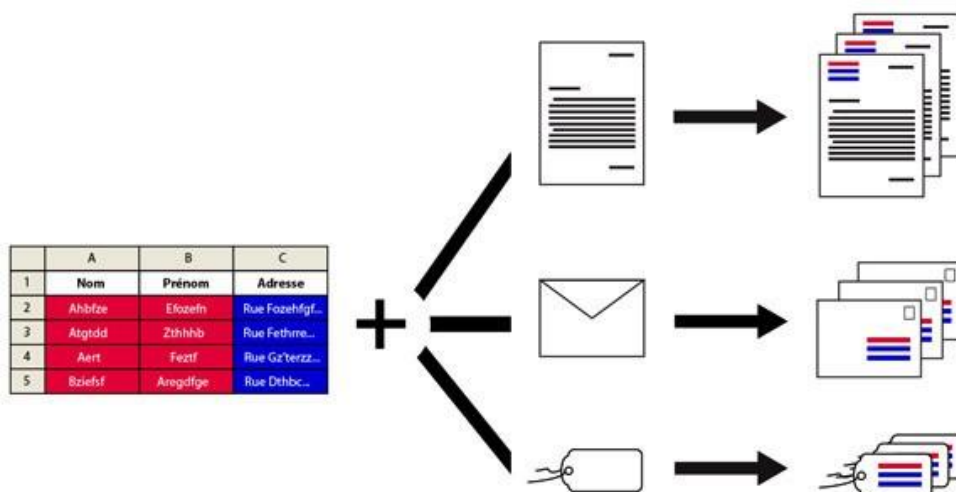 A B C
1 Nom Prénom Adresse
2 Ahbfze Efozefn Rue Fozehfgf...
3 Atgtdd Zthhhb Rue Fethrre...
4 Aert Feztf Rue Gz'terzz...
5 Bziefsf Aregdfge Rue Dthbc...
+